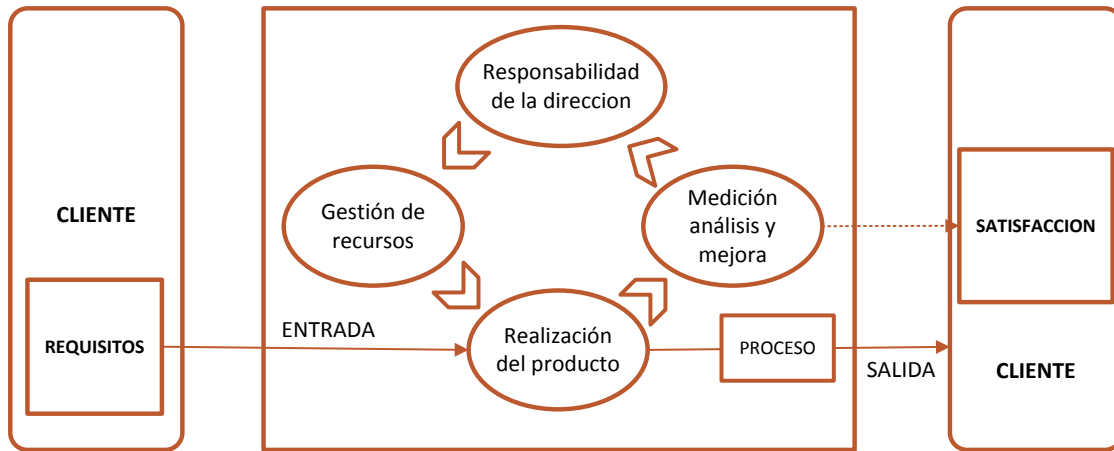 Responsabilidad
de la direccion
CLIENTE
Gestión de
recursos
Medición
análisis y
mejora
SATISFACCION
REQUISITOS
ENTRADA
Realización
del producto
PROCESO
SALIDA
CLIENTE